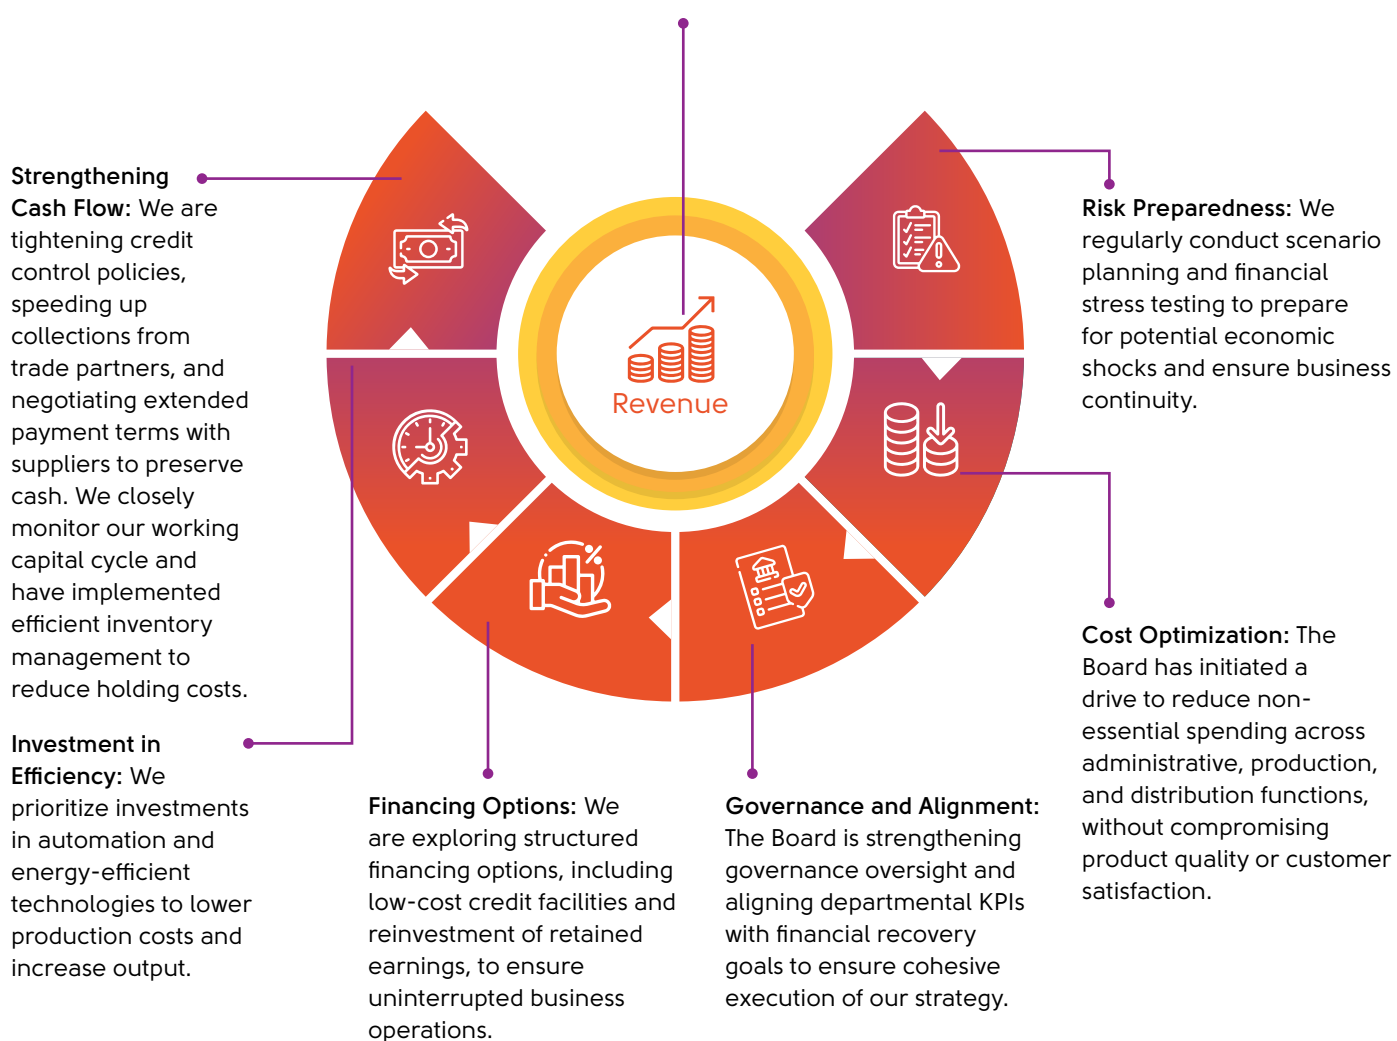 Strengthening
Cash Flow: We are
tightening credit
control policies,
speeding up
collections from
trade partners, and
negotiating extended
payment terms with
suppliers to preserve
cash. We closely
monitor our working
capital cycle and
have implemented
efficient inventory
management to
reduce holding costs.
Investment in
Efficiency: We
prioritize investments
in automation and
energy-efficient
technologies to lower
production costs and
increase output.
Revenue
Financing Options: We
are exploring structured
financing options, including
low-cost credit facilities and
reinvestment of retained
earnings, to ensure
uninterrupted business
operations.
Governance and Alignment:
The Board is strengthening
governance oversight and
aligning departmental KPIs
with financial recovery
goals to ensure cohesive
execution of our strategy.
Risk Preparedness: We
regularly conduct scenario
planning and financial
stress testing to prepare
for potential economic
shocks and ensure business
continuity.
Cost Optimization: The
Board has initiated a
drive to reduce non-
essential spending across
administrative, production,
and distribution functions,
without compromising
product quality or customer
satisfaction.